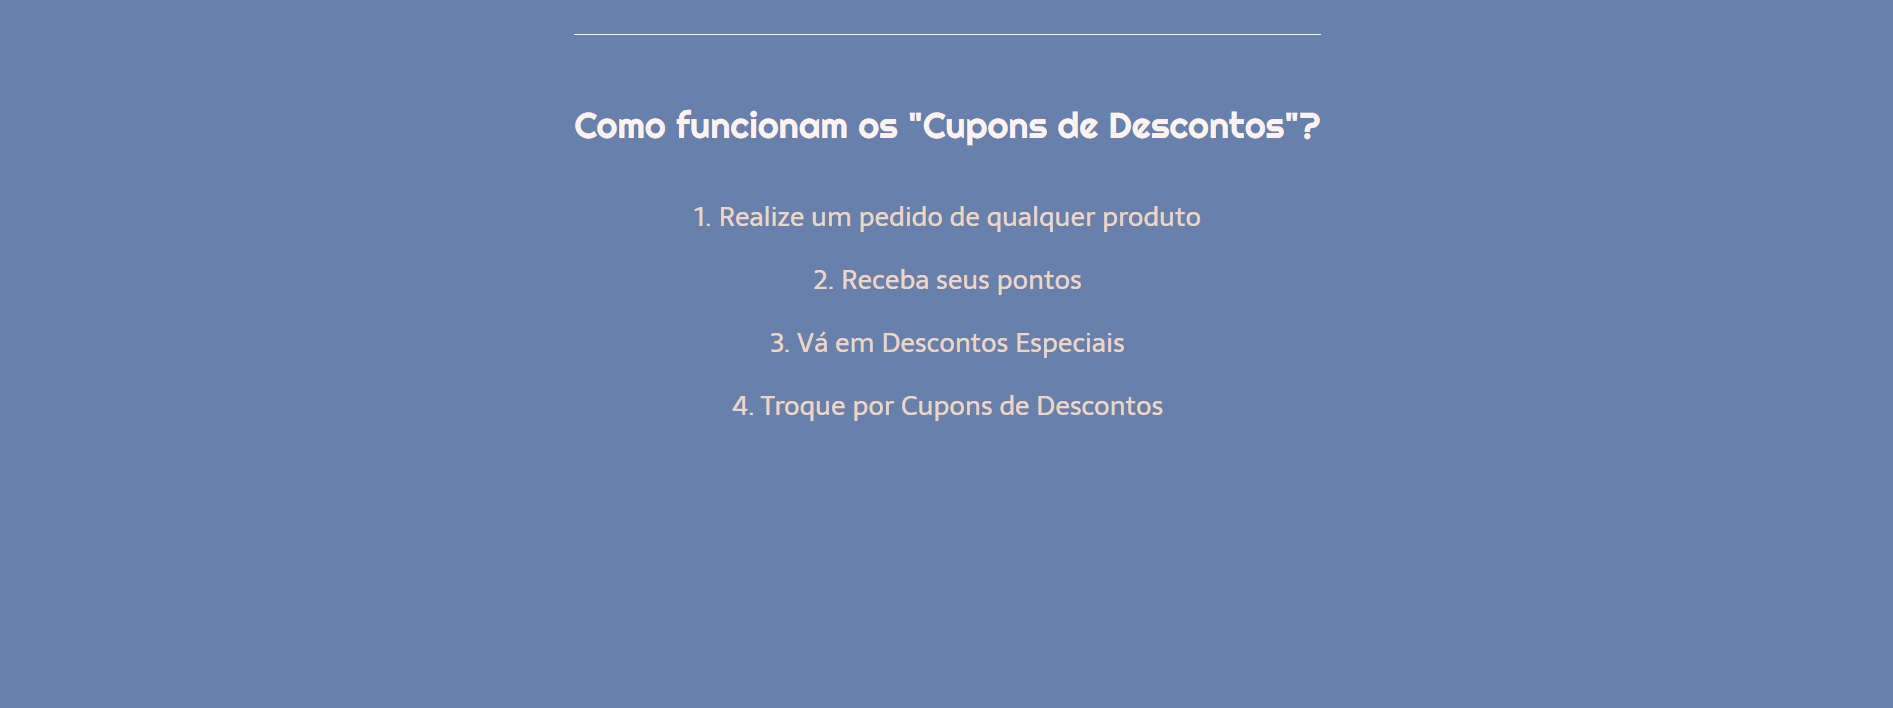 Como funcionam os "Cupons de Descontos"?
1. Realize um pedido de qualquer produto
2. Receba seus pontos
3. Vá em Descontos Especiais
4. Troque por Cupons de Descontos